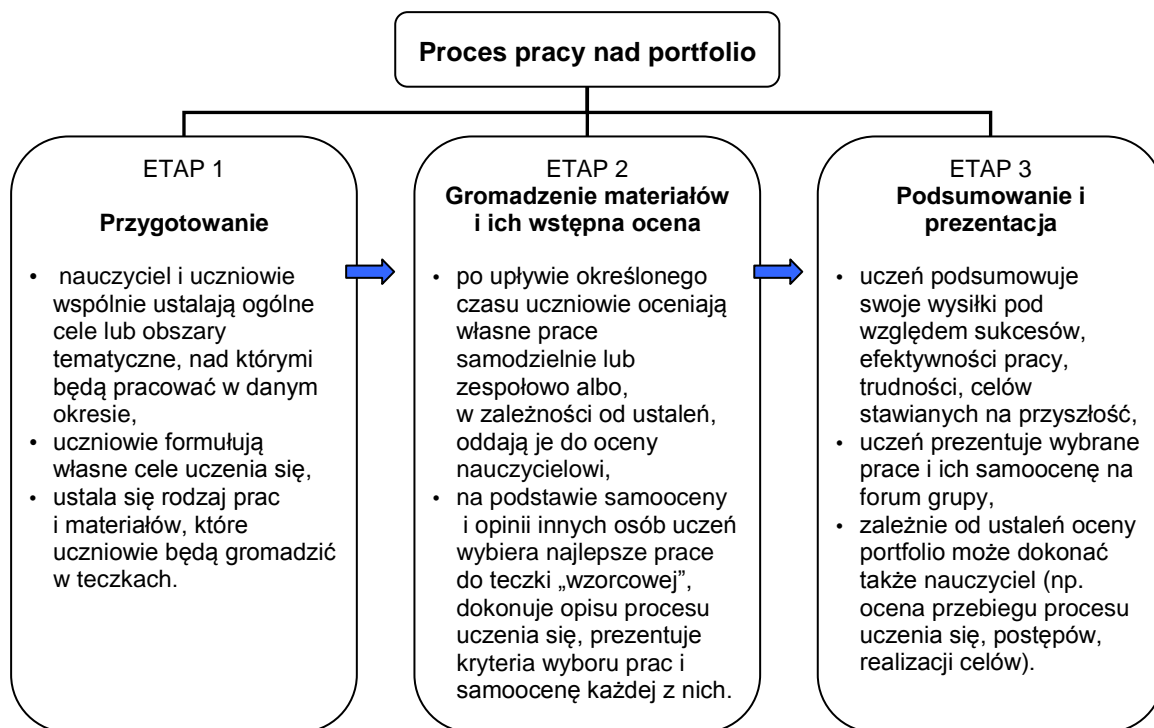 Proces pracy nad portfolio
ETAP 1
Przygotowanie
• nauczyciel i uczniowie
wspólnie ustalają ogólne
cele lub obszary
tematyczne, nad którymi
będą pracować w danym
okresie,
• uczniowie formułują
własne cele uczenia się,
• ustala się rodzaj prac
i materiałów, które
uczniowie będą gromadzić
w teczkach.
ETAP 2
Gromadzenie materiałów
i ich wstępna ocena
• po upływie określonego
czasu uczniowie oceniają
własne prace
samodzielnie lub
zespołowo albo,
w zależności od ustaleń,
oddają je do oceny
nauczycielowi,
• na podstawie samooceny
i opinii innych osób uczeń
wybiera najlepsze prace
do teczki „wzorcowej”,
dokonuje opisu procesu
uczenia się, prezentuje
kryteria wyboru prac i
samoocenę każdej z nich.
ETAP 3
Podsumowanie i
prezentacja
• uczeń podsumowuje
swoje wysiłki pod
względem sukcesów,
efektywności pracy,
trudności, celów
stawianych na przyszłość,
• uczeń prezentuje wybrane
prace i ich samoocenę na
forum grupy,
• zależnie od ustaleń oceny
portfolio może dokonać
także nauczyciel (np.
ocena przebiegu procesu
uczenia się, postępów,
realizacji celów).